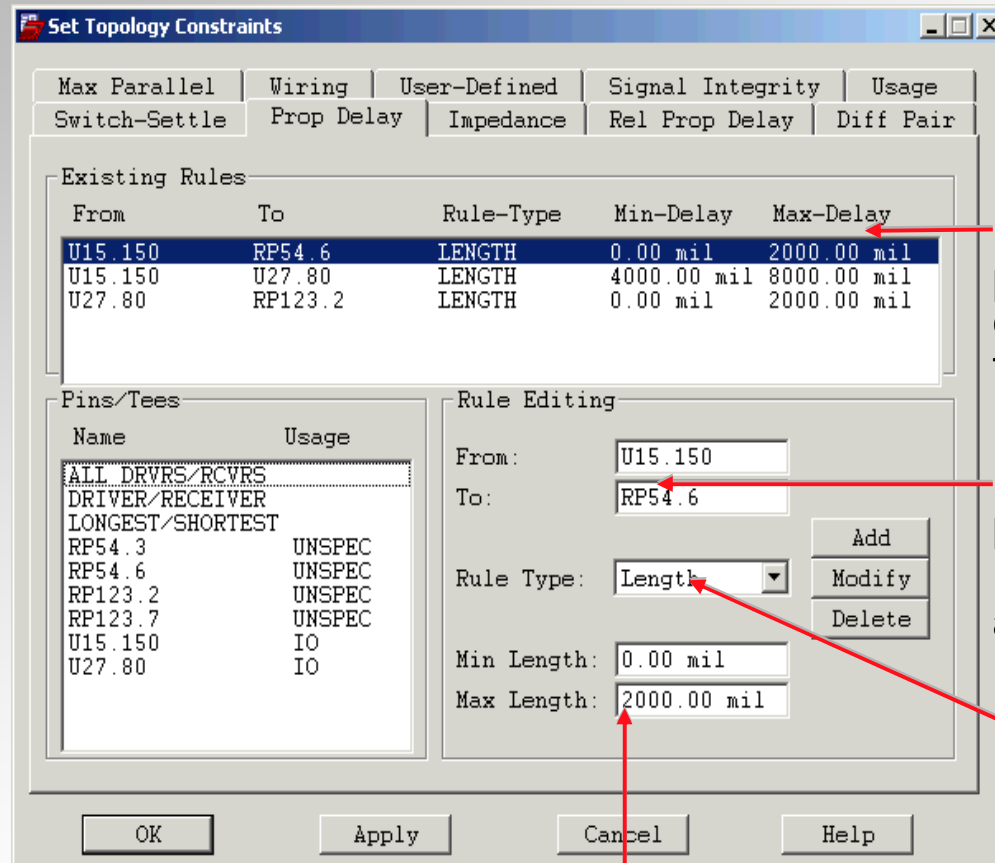 Set Topology Constraints
Max Parallel Wiring User-Defined Signal Integrity Usage
Switch-Settle Prop Delay Impedance Rel Prop Delay Diff Pair
Existing Rules
From To Rule-Type Min-Delay Max-Delay
U15.150 RP54.6 LENGTH 0.00 mil 2000.00 mil
U15.150 U27.80 LENGTH 4000.00 mil 8000.00 mil
U27.80 RP123.2 LENGTH 0.00 mil 2000.00 mil
Pins/Tees
Name Usage
ALL DRVRS/RCVRS
DRIVER/RECEIVER
LONGEST/SHORTEST
RP54.3 UNSPEC
RP54.6 UNSPEC
RP123.2 UNSPEC
RP123.7 UNSPEC
U15.150 IO
U27.80 IO
Rule Editing
From: U15.150
To: RP54.6
Rule Type: Length
Min Length: 0.00 mil
Max Length: 2000.00 mil
Add
Modify
Delete
OK Apply Cancel Help